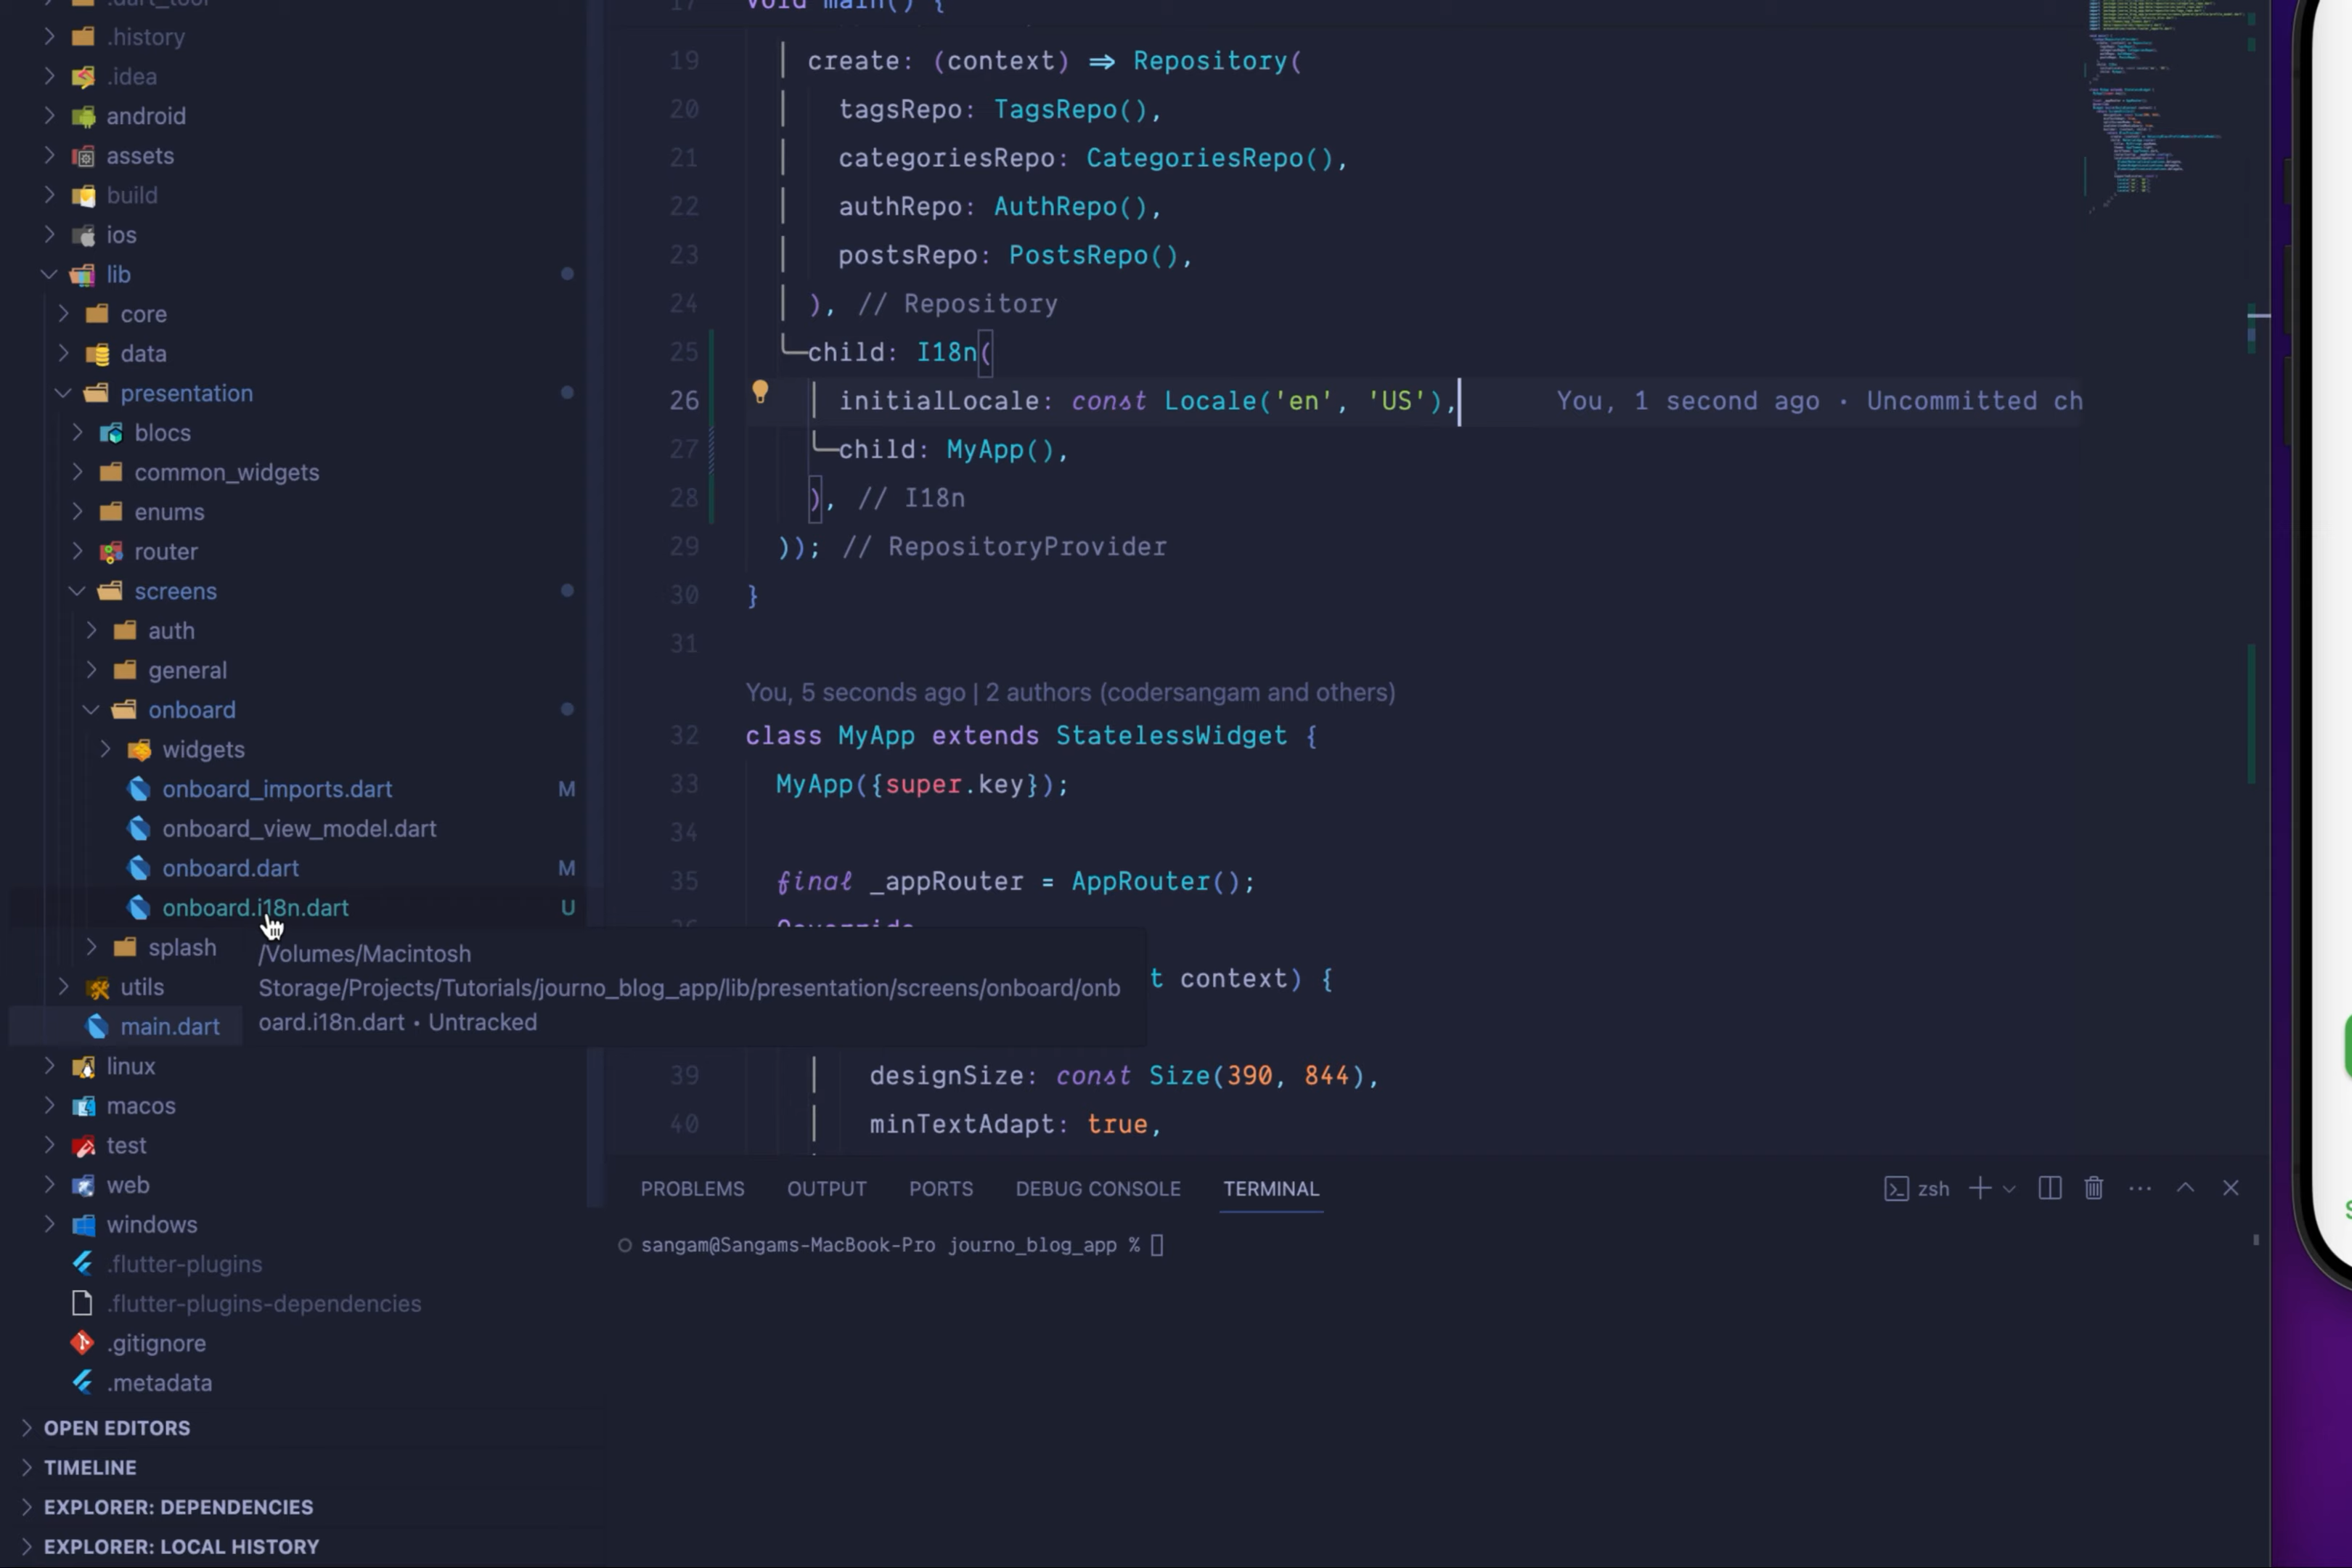 .dart_tool
.history
.idea
android
assets
build
ios
lib
core
data
presentation
blocs
common_widgets
enums
router
screens
auth
general
onboard
widgets
onboard_imports.dart M
onboard_view_model.dart
onboard.dart M
onboard.i18n.dart U
splash
utils
main.dart
linux
macos
test
web
windows
.flutter-plugins
.flutter-plugins-dependencies
.gitignore
.metadata
OPEN EDITORS
TIMELINE
EXPLORER: DEPENDENCIES
EXPLORER: LOCAL HISTORY
/Volumes/Macintosh
Storage/Projects/Tutorials/journo_blog_app/lib/presentation/screens/onboard/onb
oard.i18n.dart • Untracked
17 void main() {
19 create: (context) => Repository(
20 tagsRepo: TagsRepo(),
21 categoriesRepo: CategoriesRepo(),
22 authRepo: AuthRepo(),
23 postsRepo: PostsRepo(),
24 ), // Repository
25 child: I18n(
26 initialLocale: const Locale('en', 'US'), You, 1 second ago · Uncommitted ch
27 child: MyApp(),
28 ), // I18n
29 )); // RepositoryProvider
30 }
31
You, 5 seconds ago | 2 authors (codersangam and others)
32 class MyApp extends StatelessWidget {
33 MyApp({super.key});
34
35 final _appRouter = AppRouter();
t context) {
39 designSize: const Size(390, 844),
40 minTextAdapt: true,
PROBLEMS OUTPUT PORTS DEBUG CONSOLE TERMINAL zsh
sangam@Sangams-MacBook-Pro journo_blog_app %